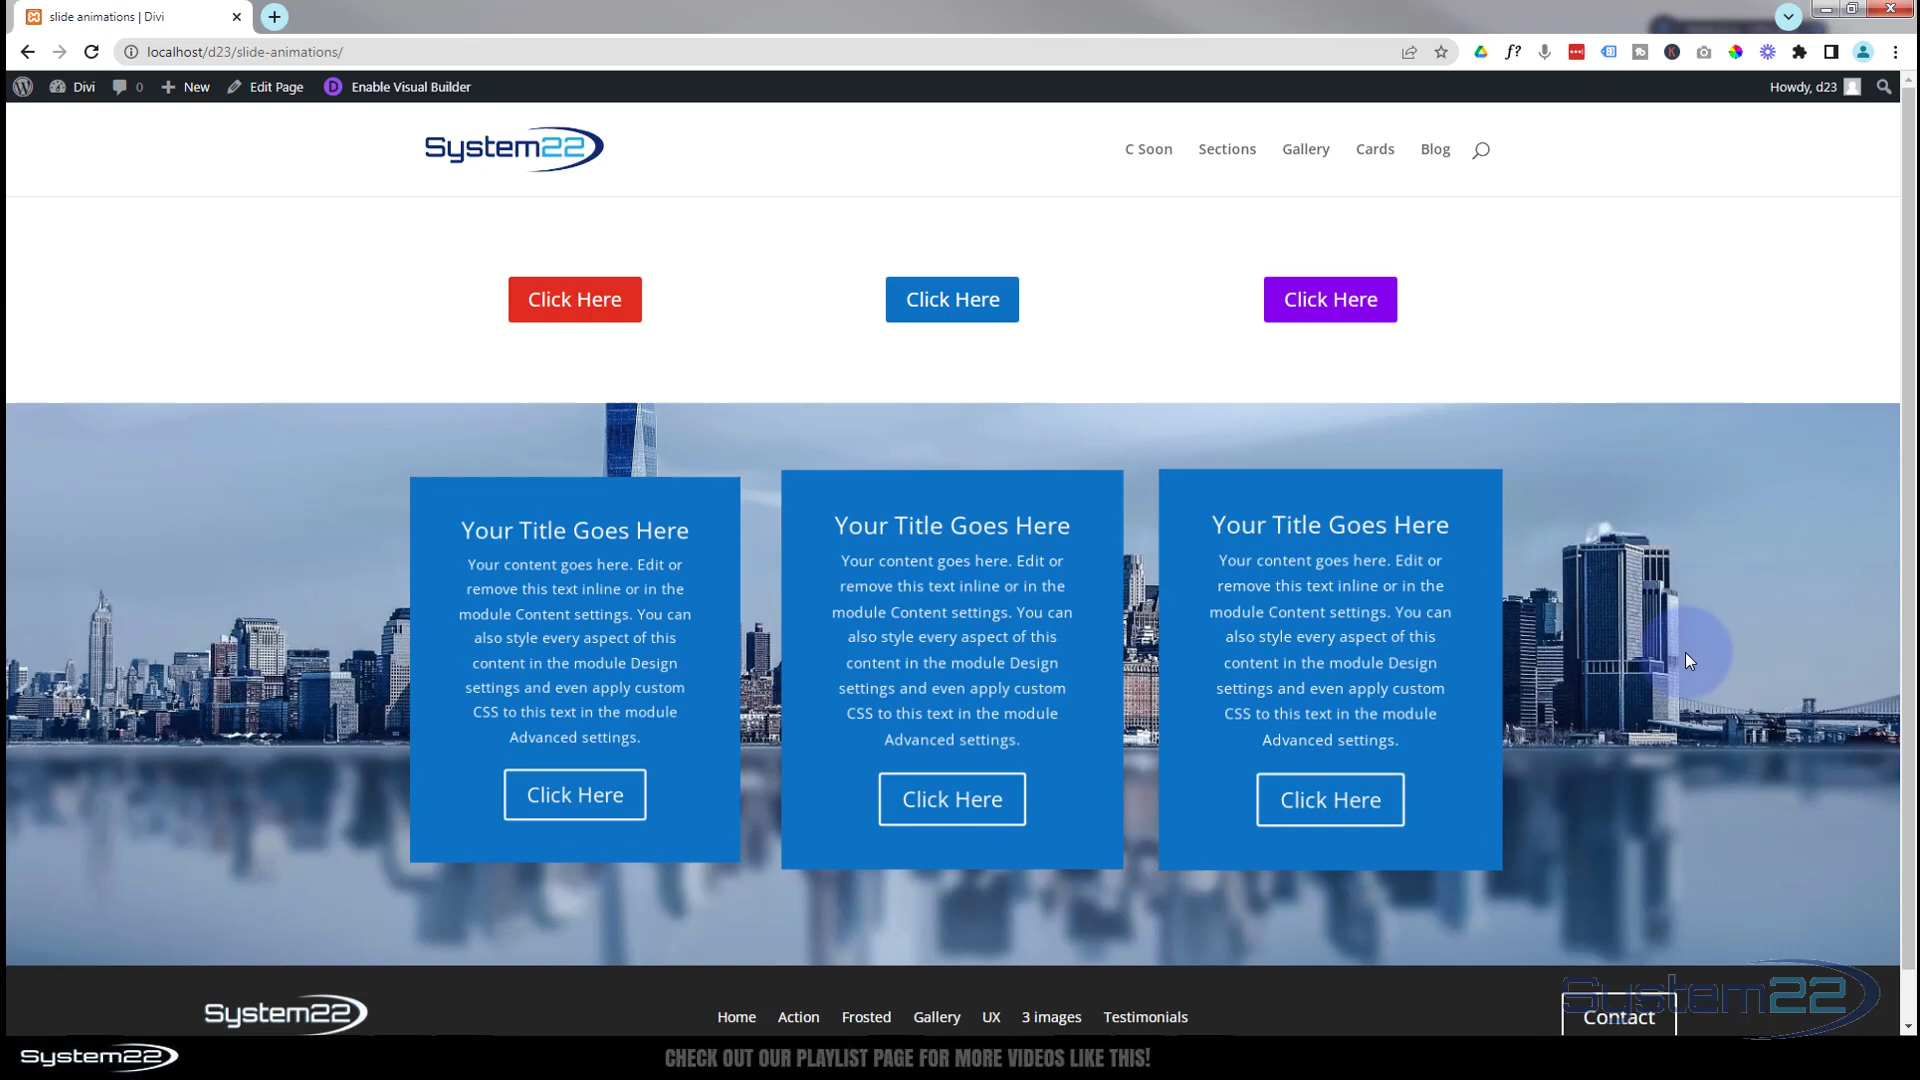 slide animations | Divi
localhost/d23/slide-animations/
Divi 0 New Edit Page D Enable Visual Builder Howdy, d23
System22
C Soon Sections Gallery Cards Blog
Click Here Click Here Click Here
Your Title Goes Here
Your content goes here. Edit or
remove this text inline or in the
module Content settings. You can
also style every aspect of this
content in the module Design
settings and even apply custom
CSS to this text in the module
Advanced settings.
Click Here
Your Title Goes Here
Your content goes here. Edit or
remove this text inline or in the
module Content settings. You can
also style every aspect of this
content in the module Design
settings and even apply custom
CSS to this text in the module
Advanced settings.
Click Here
Your Title Goes Here
Your content goes here. Edit or
remove this text inline or in the
module Content settings. You can
also style every aspect of this
content in the module Design
settings and even apply custom
CSS to this text in the module
Advanced settings.
Click Here
System22
Home Action Frosted Gallery UX 3 images Testimonials
Contact
System22
System22
CHECK OUT OUR PLAYLIST PAGE FOR MORE VIDEOS LIKE THIS!